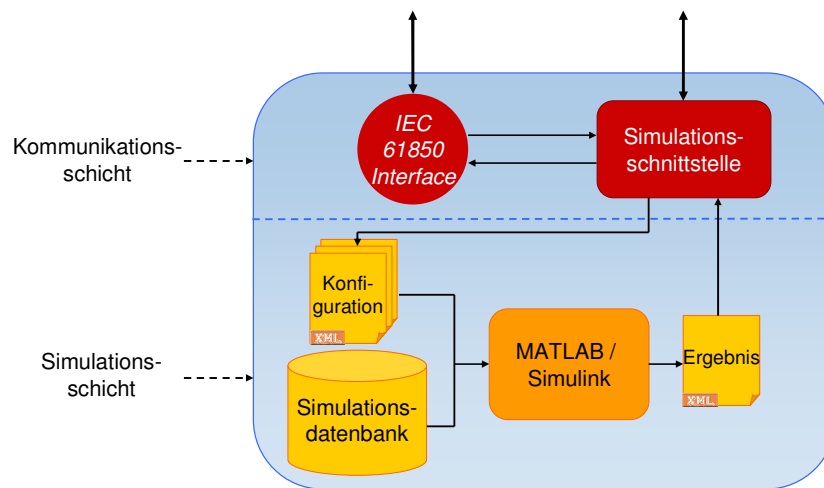 Kommunikations-
schicht
IEC
61850
Interface
Simulations-
schnittstelle
Konfi-
guration
XML
Simulations-
schicht
Simulations-
datenbank
MATLAB /
Simulink
Ergebnis
XML